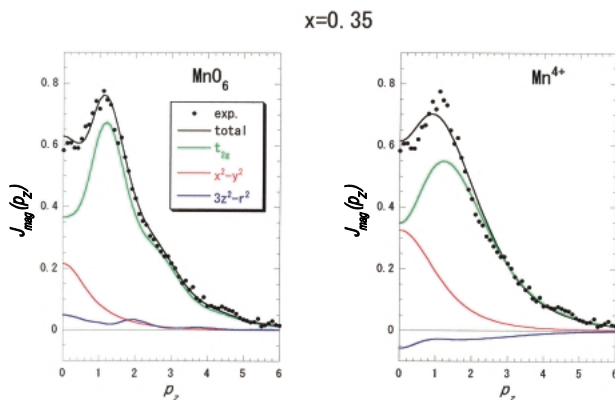 x=0.35
MnO6
exp.
total
t2g
x²-y²
3z²-r²
Jmag(pZ)
0.8
0.6
0.4
0.2
0
0 1 2 3 4 5 6
pz
Mn⁴⁺
Jmag(pZ)
0.8
0.6
0.4
0.2
0
0 1 2 3 4 5 6
pz